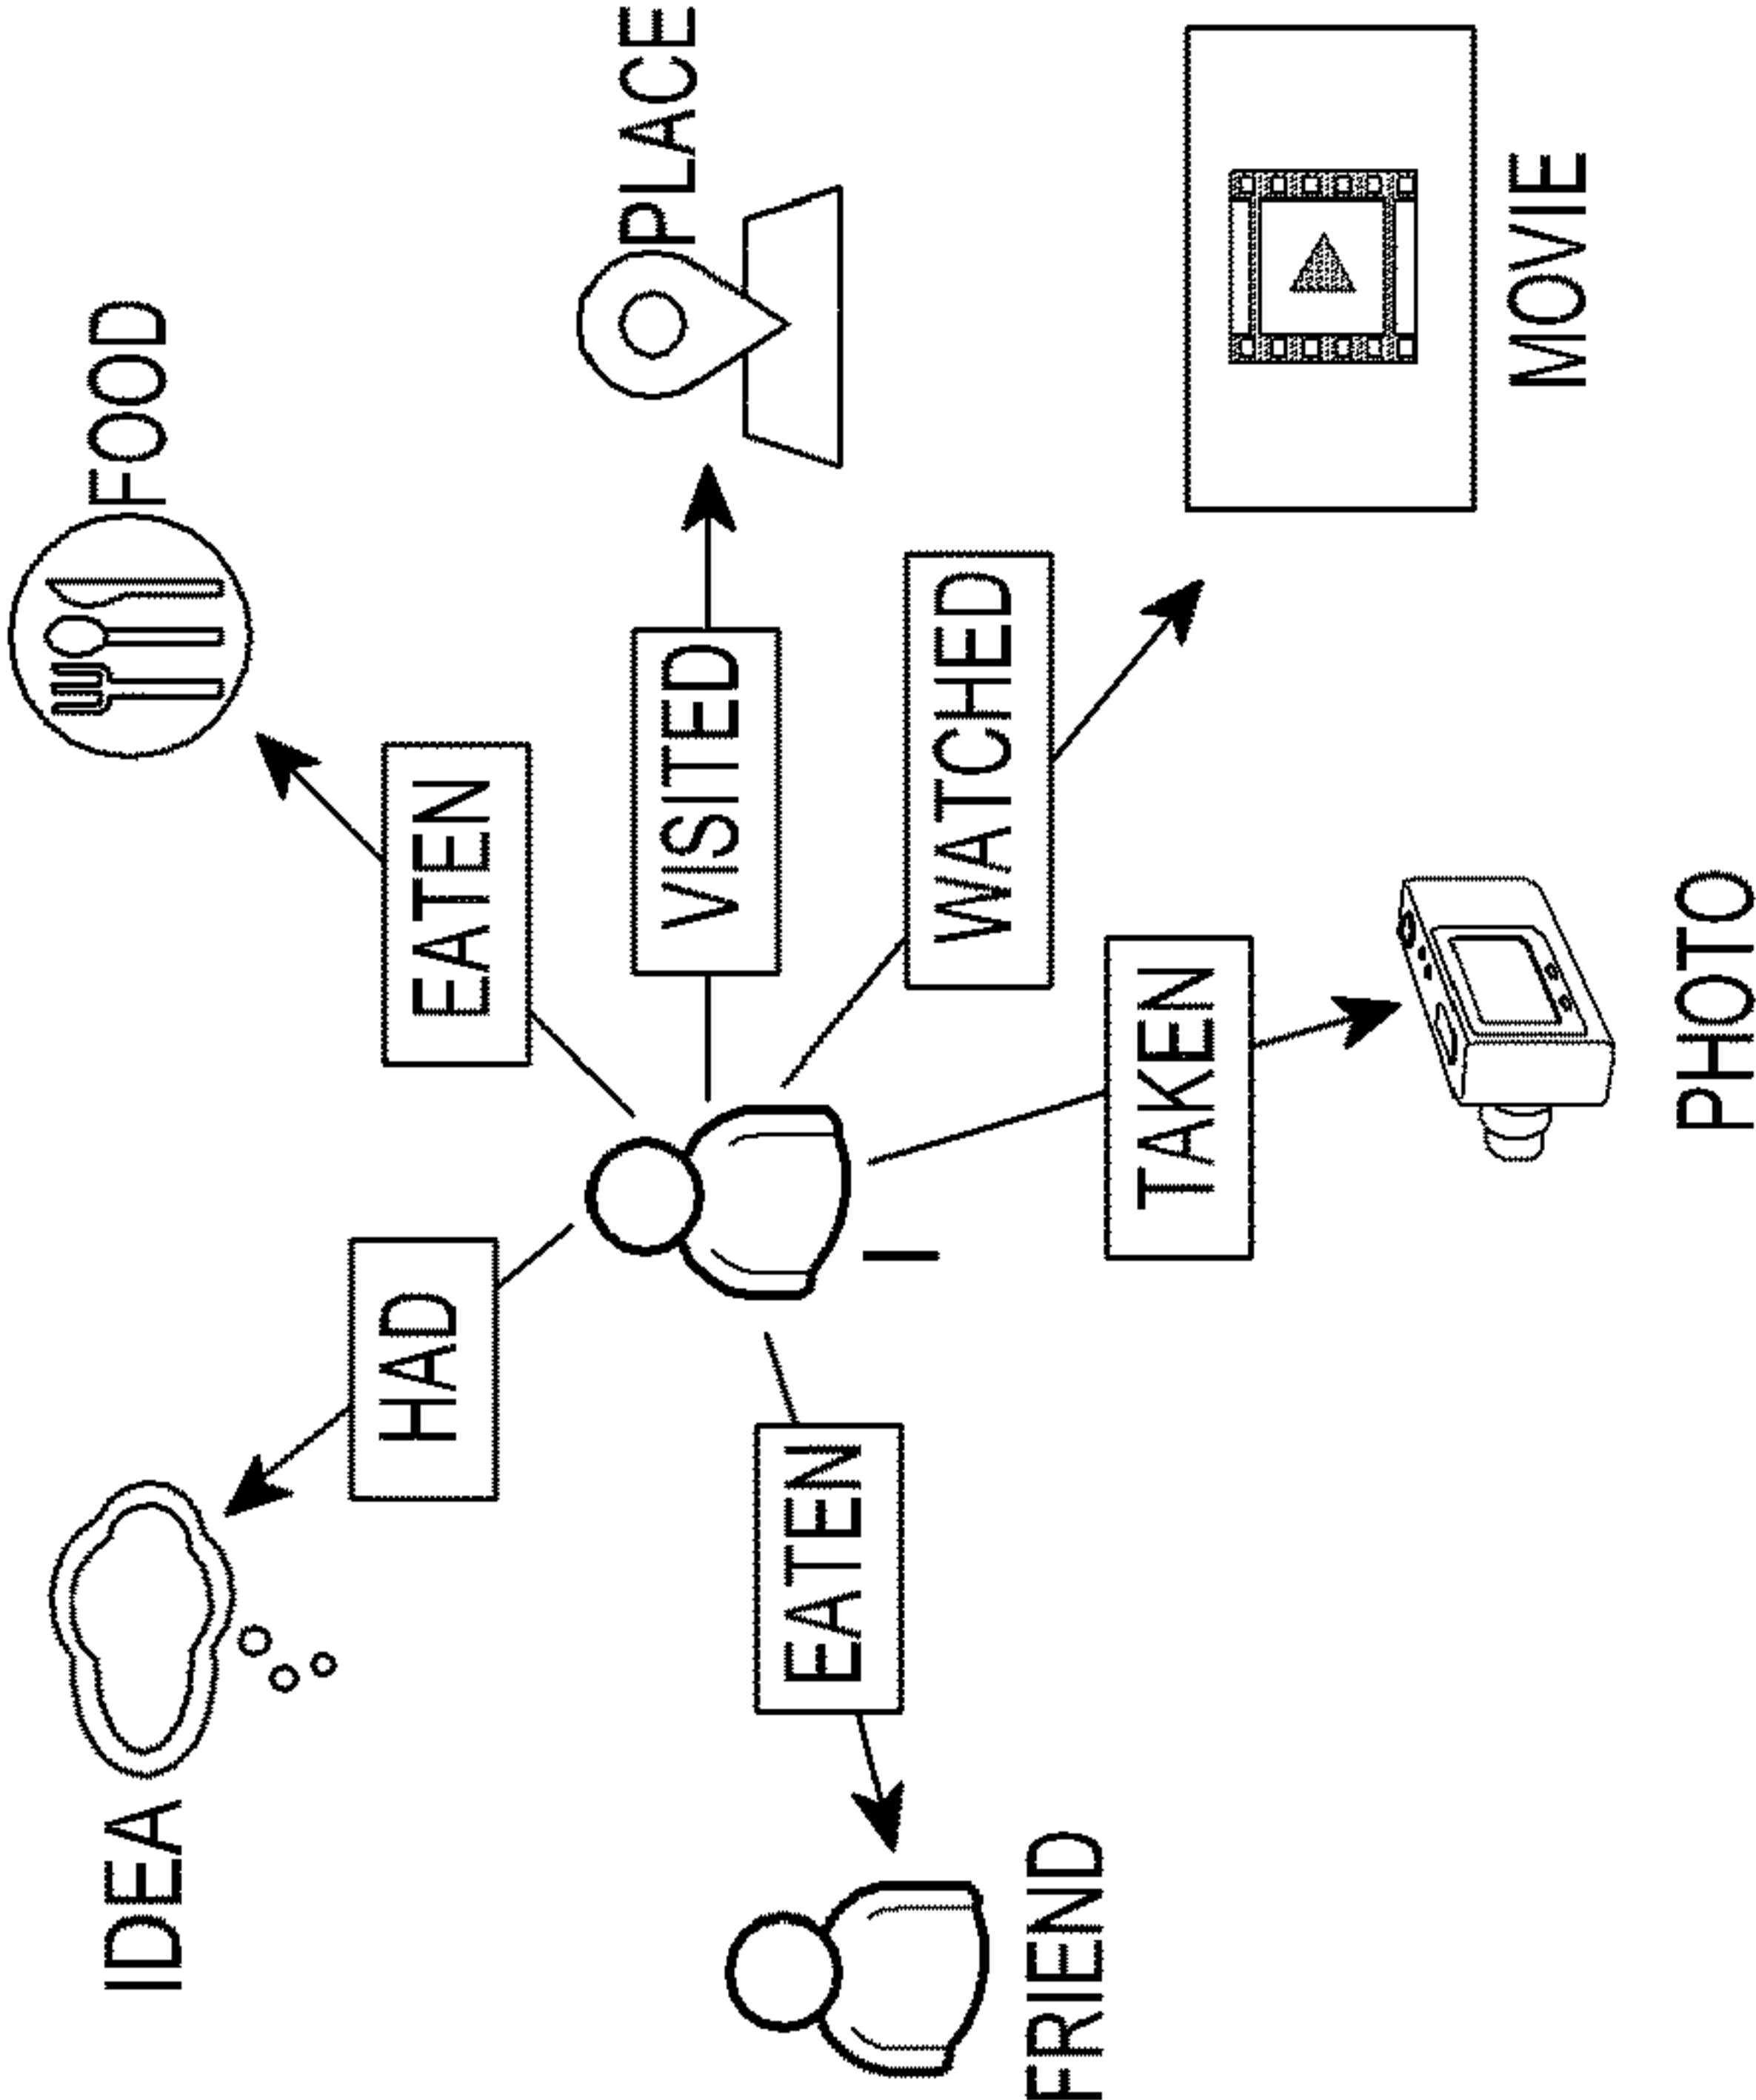 IDEA
HAD
EATEN
FOOD
VISITED
PLACE
I
EATEN
FRIEND
WATCHED
MOVIE
TAKEN
PHOTO